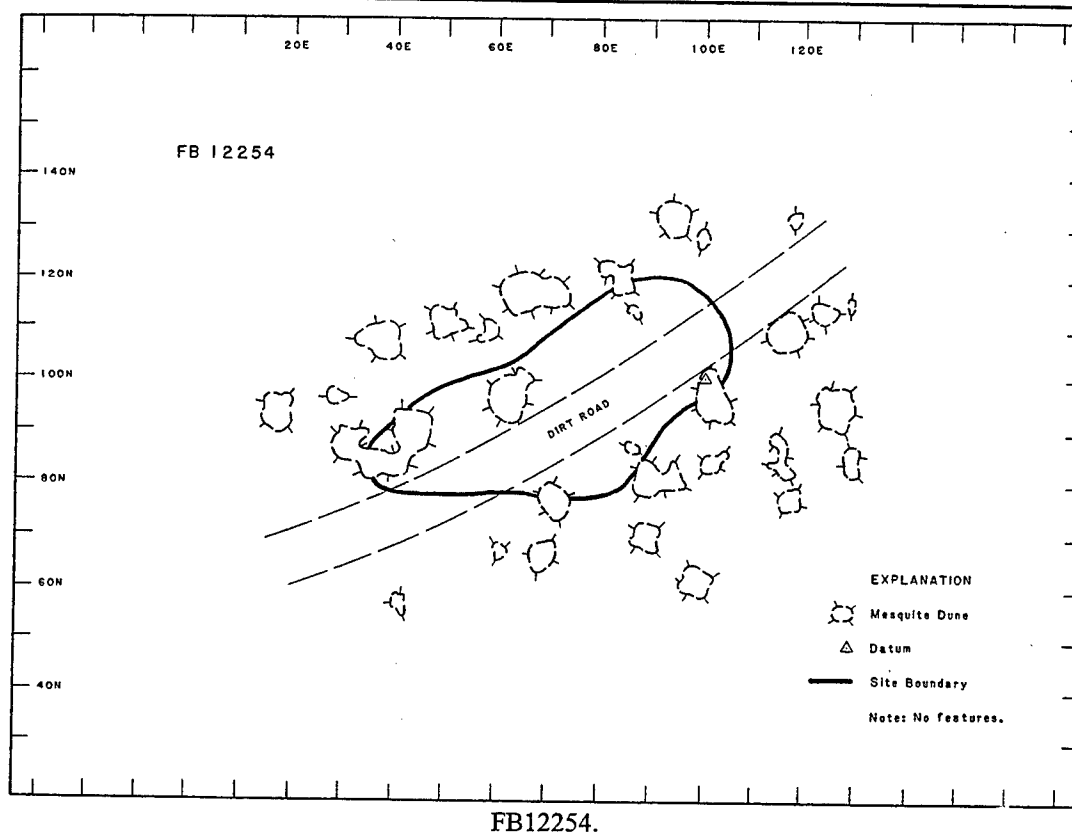 20E 40E 60E 80E 100E 120E
FB 12254
140N
120N
100N
DIRT ROAD
80N
60N
40N
EXPLANATION
Mesquite Dune
Datum
Site Boundary
Note: No features.
FB12254.